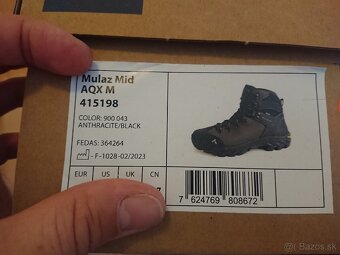 Mulaz Mid
AQX M
415198
COLOR: 900 043
ANTHRACITE/BLACK
FEDAS: 364264
- F-1028-02/2023
EUR US UK CN
7 624769 808672
Bazos.sk